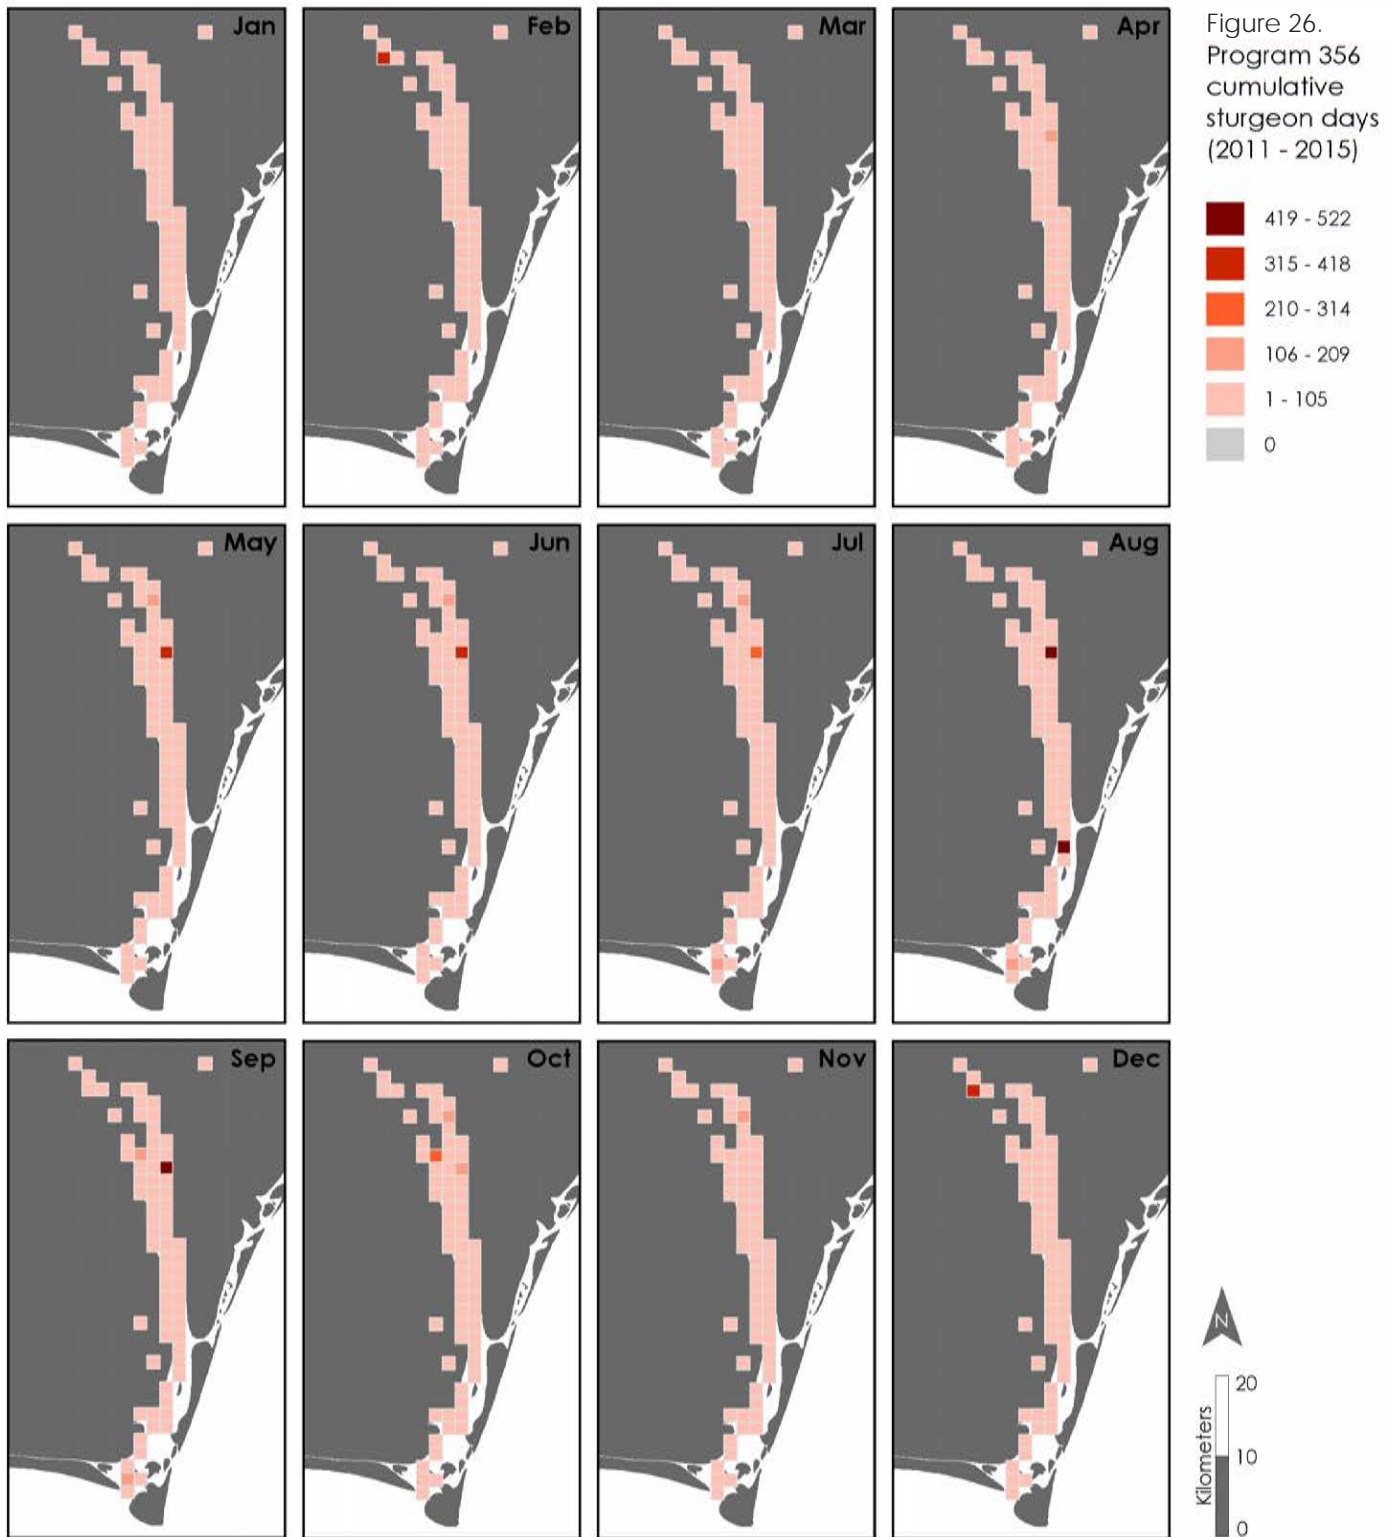 Jan
Feb
Mar
Apr
Figure 26.
Program 356
cumulative
sturgeon days
(2011 - 2015)
419 - 522
315 - 418
210 - 314
106 - 209
1 - 105
0
May
Jun
Jul
Aug
Sep
Oct
Nov
Dec
N
Kilometers
20
10
0